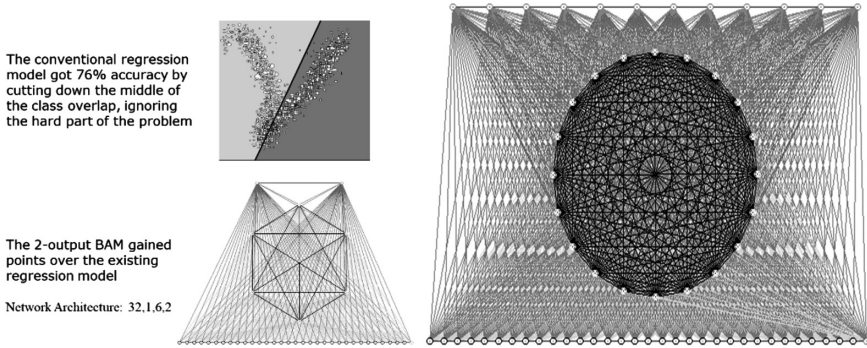 The conventional regression
model got 76% accuracy by
cutting down the middle of
the class overlap, ignoring
the hard part of the problem
The 2-output BAM gained
points over the existing
regression model
Network Architecture: 32,1,6,2